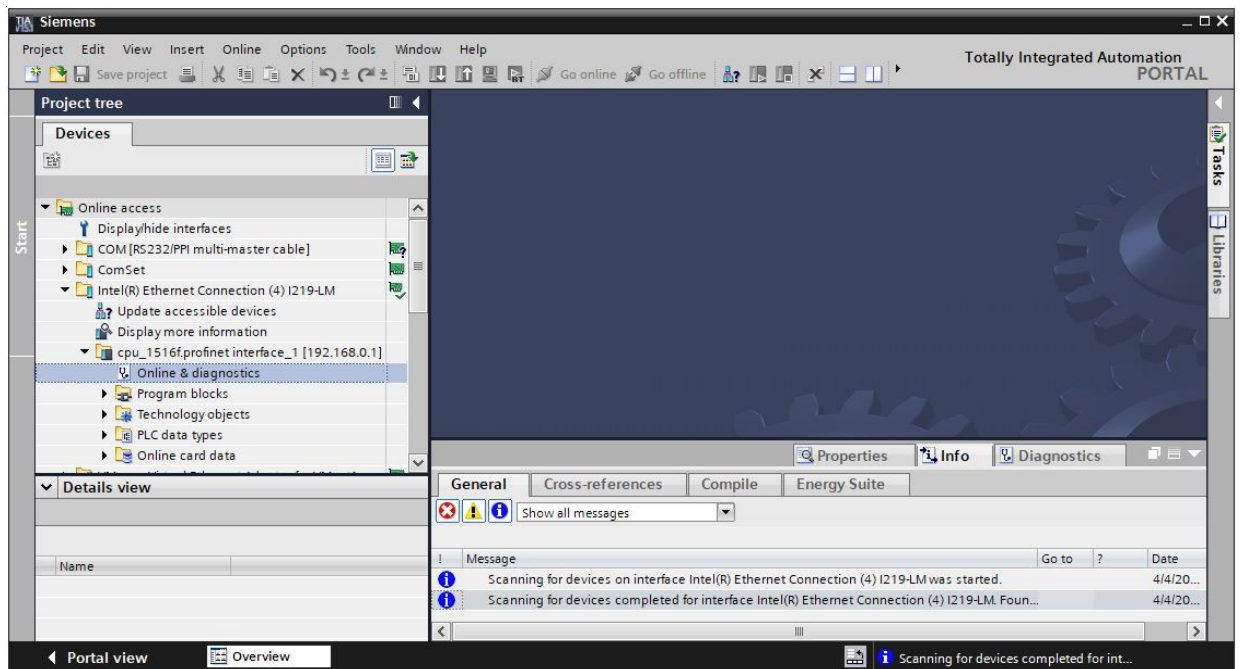 Siemens
Project Edit View Insert Online Options Tools Window Help
Totally Integrated Automation
PORTAL
Save project
Go online
Go offline
Start
Project tree
Devices
Online access
Display/hide interfaces
COM [RS232/PPI multi-master cable]
ComSet
Intel(R) Ethernet Connection (4) I219-LM
Update accessible devices
Display more information
cpu_1516f.profinet interface_1 [192.168.0.1]
Online & diagnostics
Program blocks
Technology objects
PLC data types
Online card data
Details view
Name
Tasks
Libraries
Properties Info Diagnostics
General Cross-references Compile Energy Suite
Show all messages
! Message Go to ? Date
Scanning for devices on interface Intel(R) Ethernet Connection (4) I219-LM was started. 4/4/20...
Scanning for devices completed for interface Intel(R) Ethernet Connection (4) I219-LM. Foun... 4/4/20...
Portal view Overview
Scanning for devices completed for int...